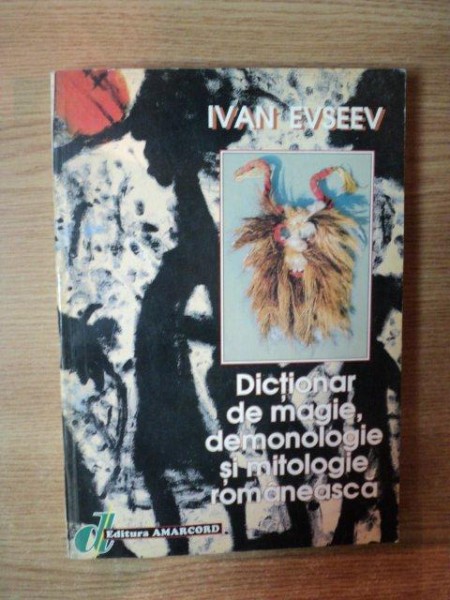 IVAN EVSEEV
Dicționar
de magie,
demonologie
și mitologie
românească
Editura AMARCORD